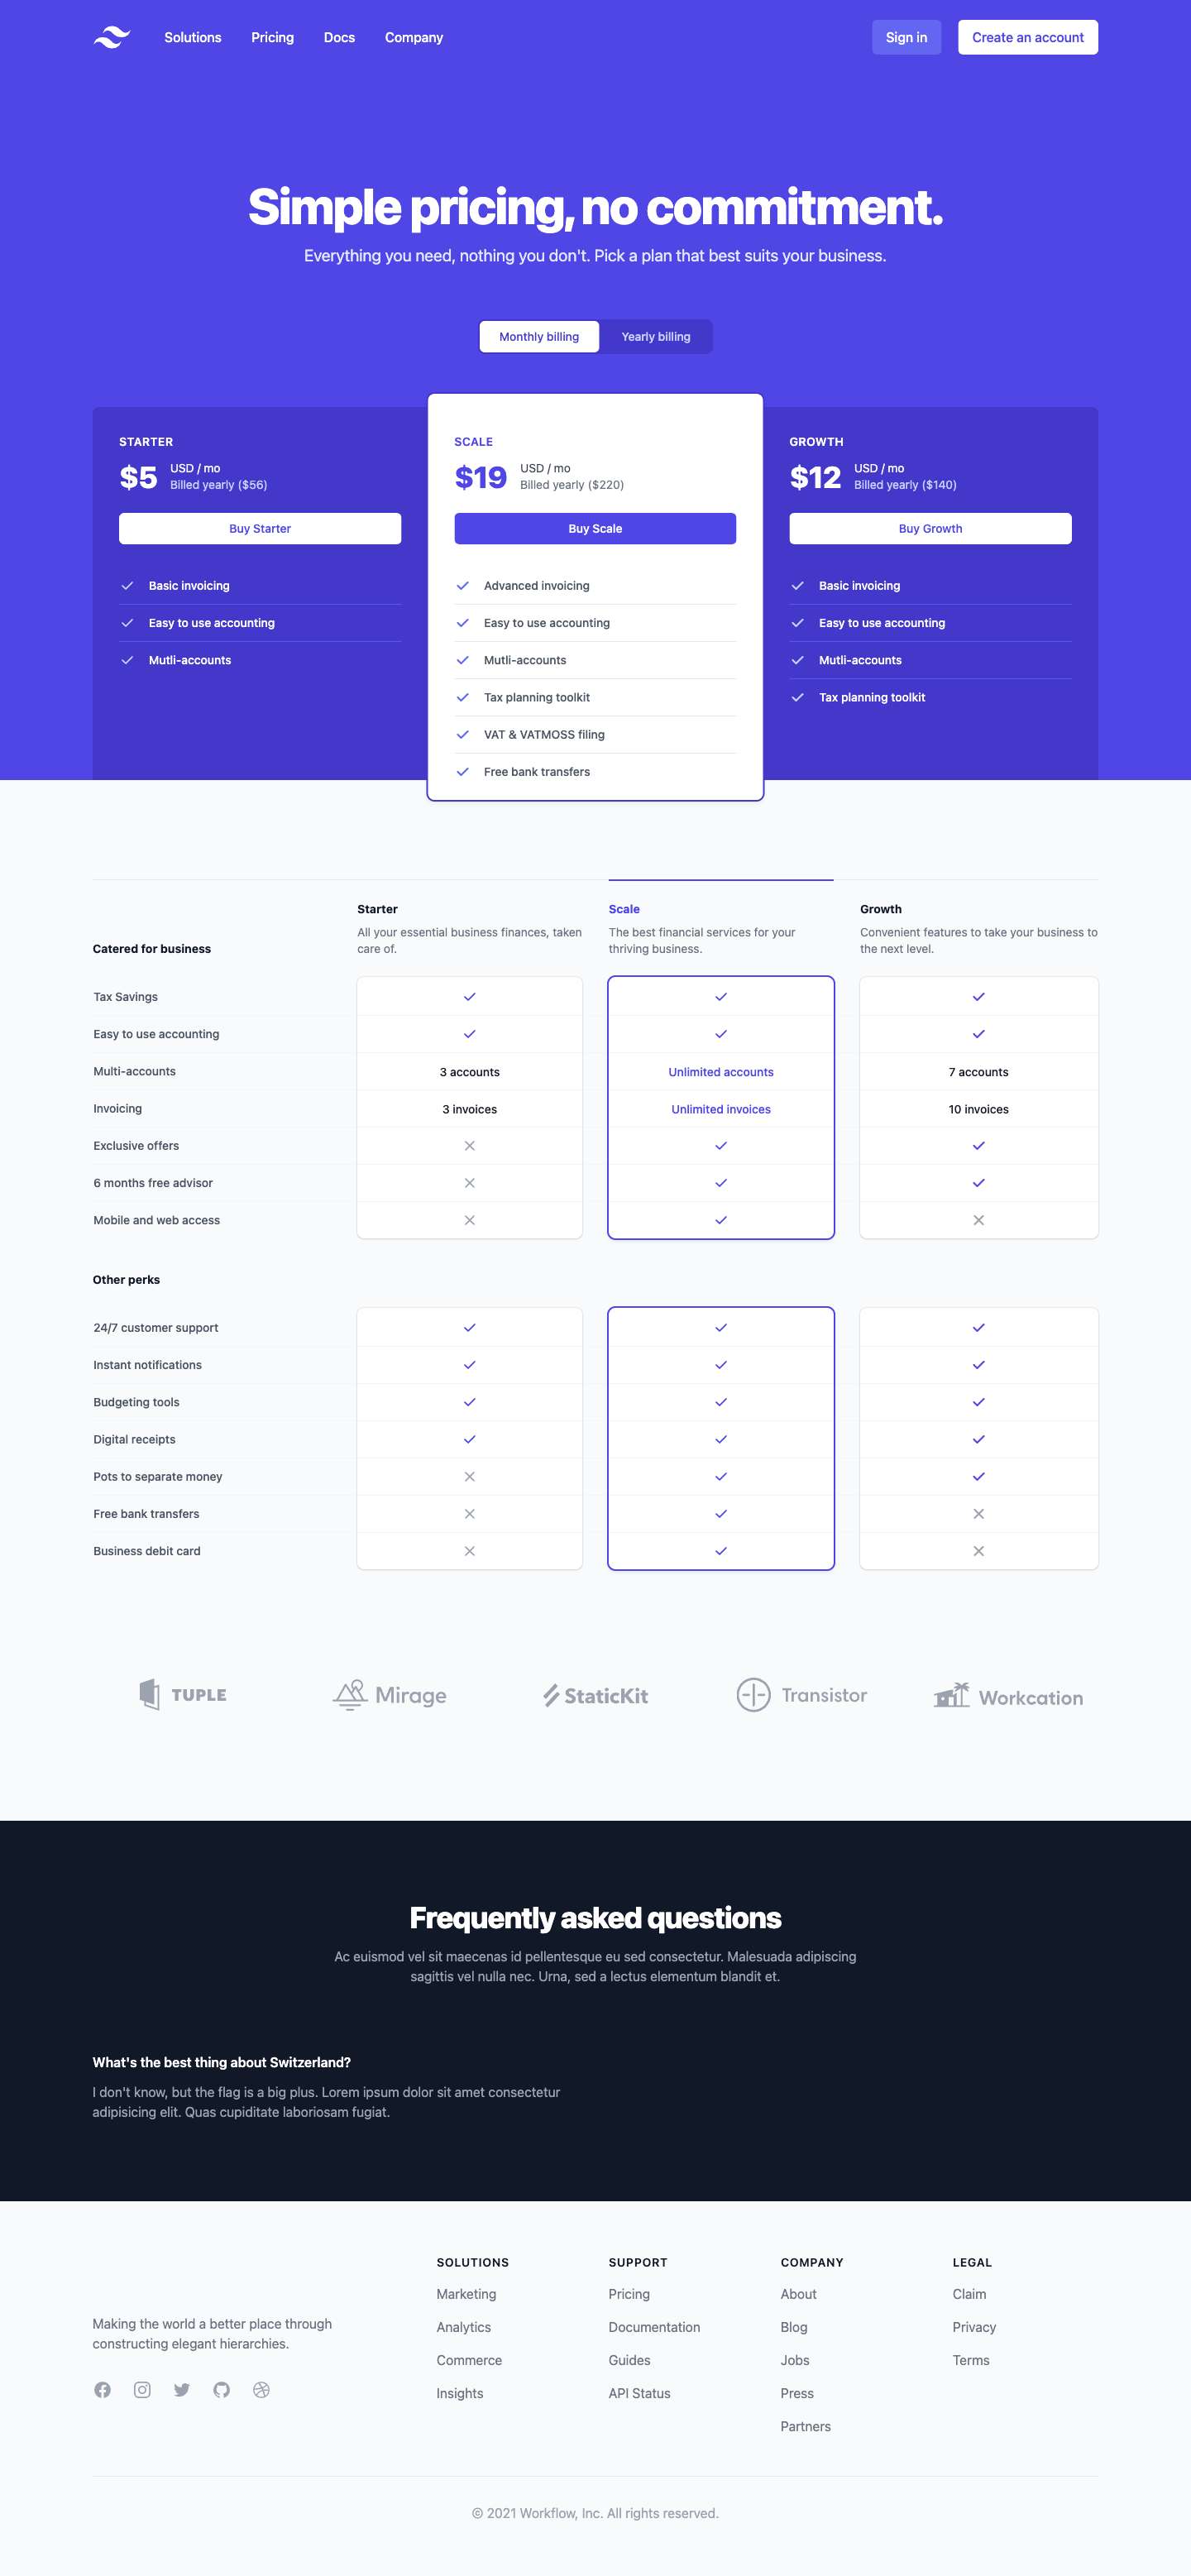 Solutions
Pricing
Docs
Company
Sign in
Create an account
Simple pricing, no commitment.
Everything you need, nothing you don't. Pick a plan that best suits your business.
Monthly billing
Yearly billing
STARTER
$5
USD / mo
Billed yearly ($56)
Buy Starter
Basic invoicing
Easy to use accounting
Mutli-accounts
SCALE
$19
USD / mo
Billed yearly ($220)
Buy Scale
Advanced invoicing
Easy to use accounting
Mutli-accounts
Tax planning toolkit
VAT & VATMOSS filing
Free bank transfers
GROWTH
$12
USD / mo
Billed yearly ($140)
Buy Growth
Basic invoicing
Easy to use accounting
Mutli-accounts
Tax planning toolkit
Catered for business
Starter
All your essential business finances, taken
care of.
Scale
The best financial services for your
thriving business.
Growth
Convenient features to take your business to
the next level.
Tax Savings
Easy to use accounting
Multi-accounts
3 accounts
Unlimited accounts
7 accounts
Invoicing
3 invoices
Unlimited invoices
10 invoices
Exclusive offers
6 months free advisor
Mobile and web access
Other perks
24/7 customer support
Instant notifications
Budgeting tools
Digital receipts
Pots to separate money
Free bank transfers
Business debit card
TUPLE
Mirage
StaticKit
Transistor
Workcation
Frequently asked questions
Ac euismod vel sit maecenas id pellentesque eu sed consectetur. Malesuada adipiscing
sagittis vel nulla nec. Urna, sed a lectus elementum blandit et.
What's the best thing about Switzerland?
I don't know, but the flag is a big plus. Lorem ipsum dolor sit amet consectetur
adipisicing elit. Quas cupiditate laboriosam fugiat.
Making the world a better place through
constructing elegant hierarchies.
SOLUTIONS
Marketing
Analytics
Commerce
Insights
SUPPORT
Pricing
Documentation
Guides
API Status
COMPANY
About
Blog
Jobs
Press
Partners
LEGAL
Claim
Privacy
Terms
© 2021 Workflow, Inc. All rights reserved.